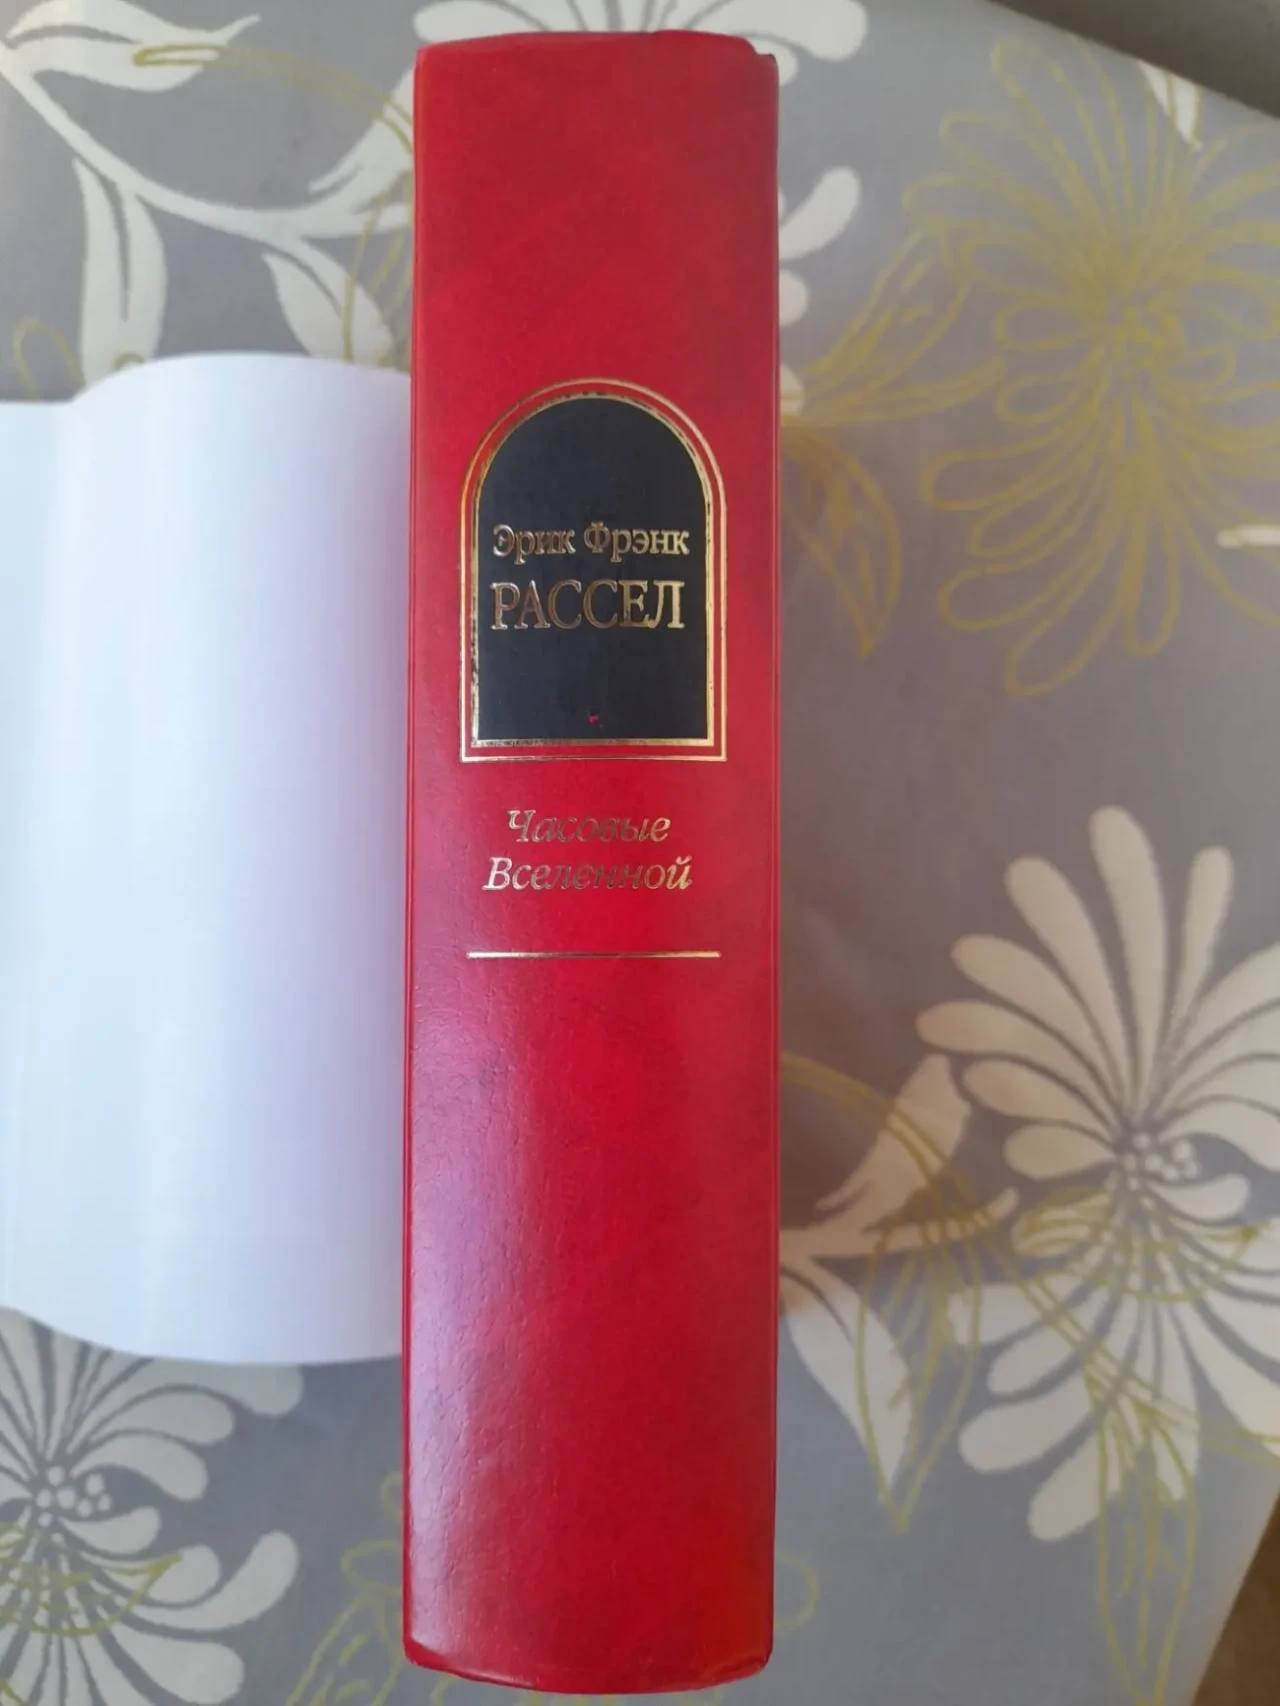 Эрик Фрэнк
РАССЕЛ
Часовые
Вселенной